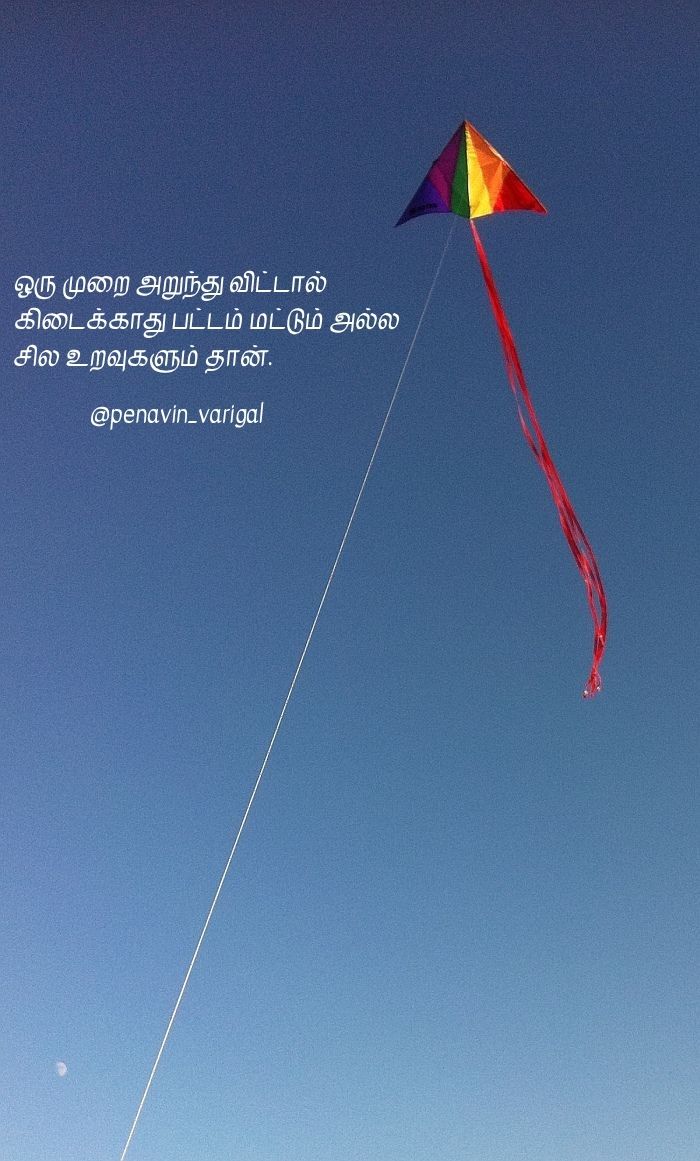 ஒரு முறை அறுந்து விட்டால்
கிடைக்காது பட்டம் மட்டும் அல்ல
சில உறவுகளும் தான்.
@penavin_varigal